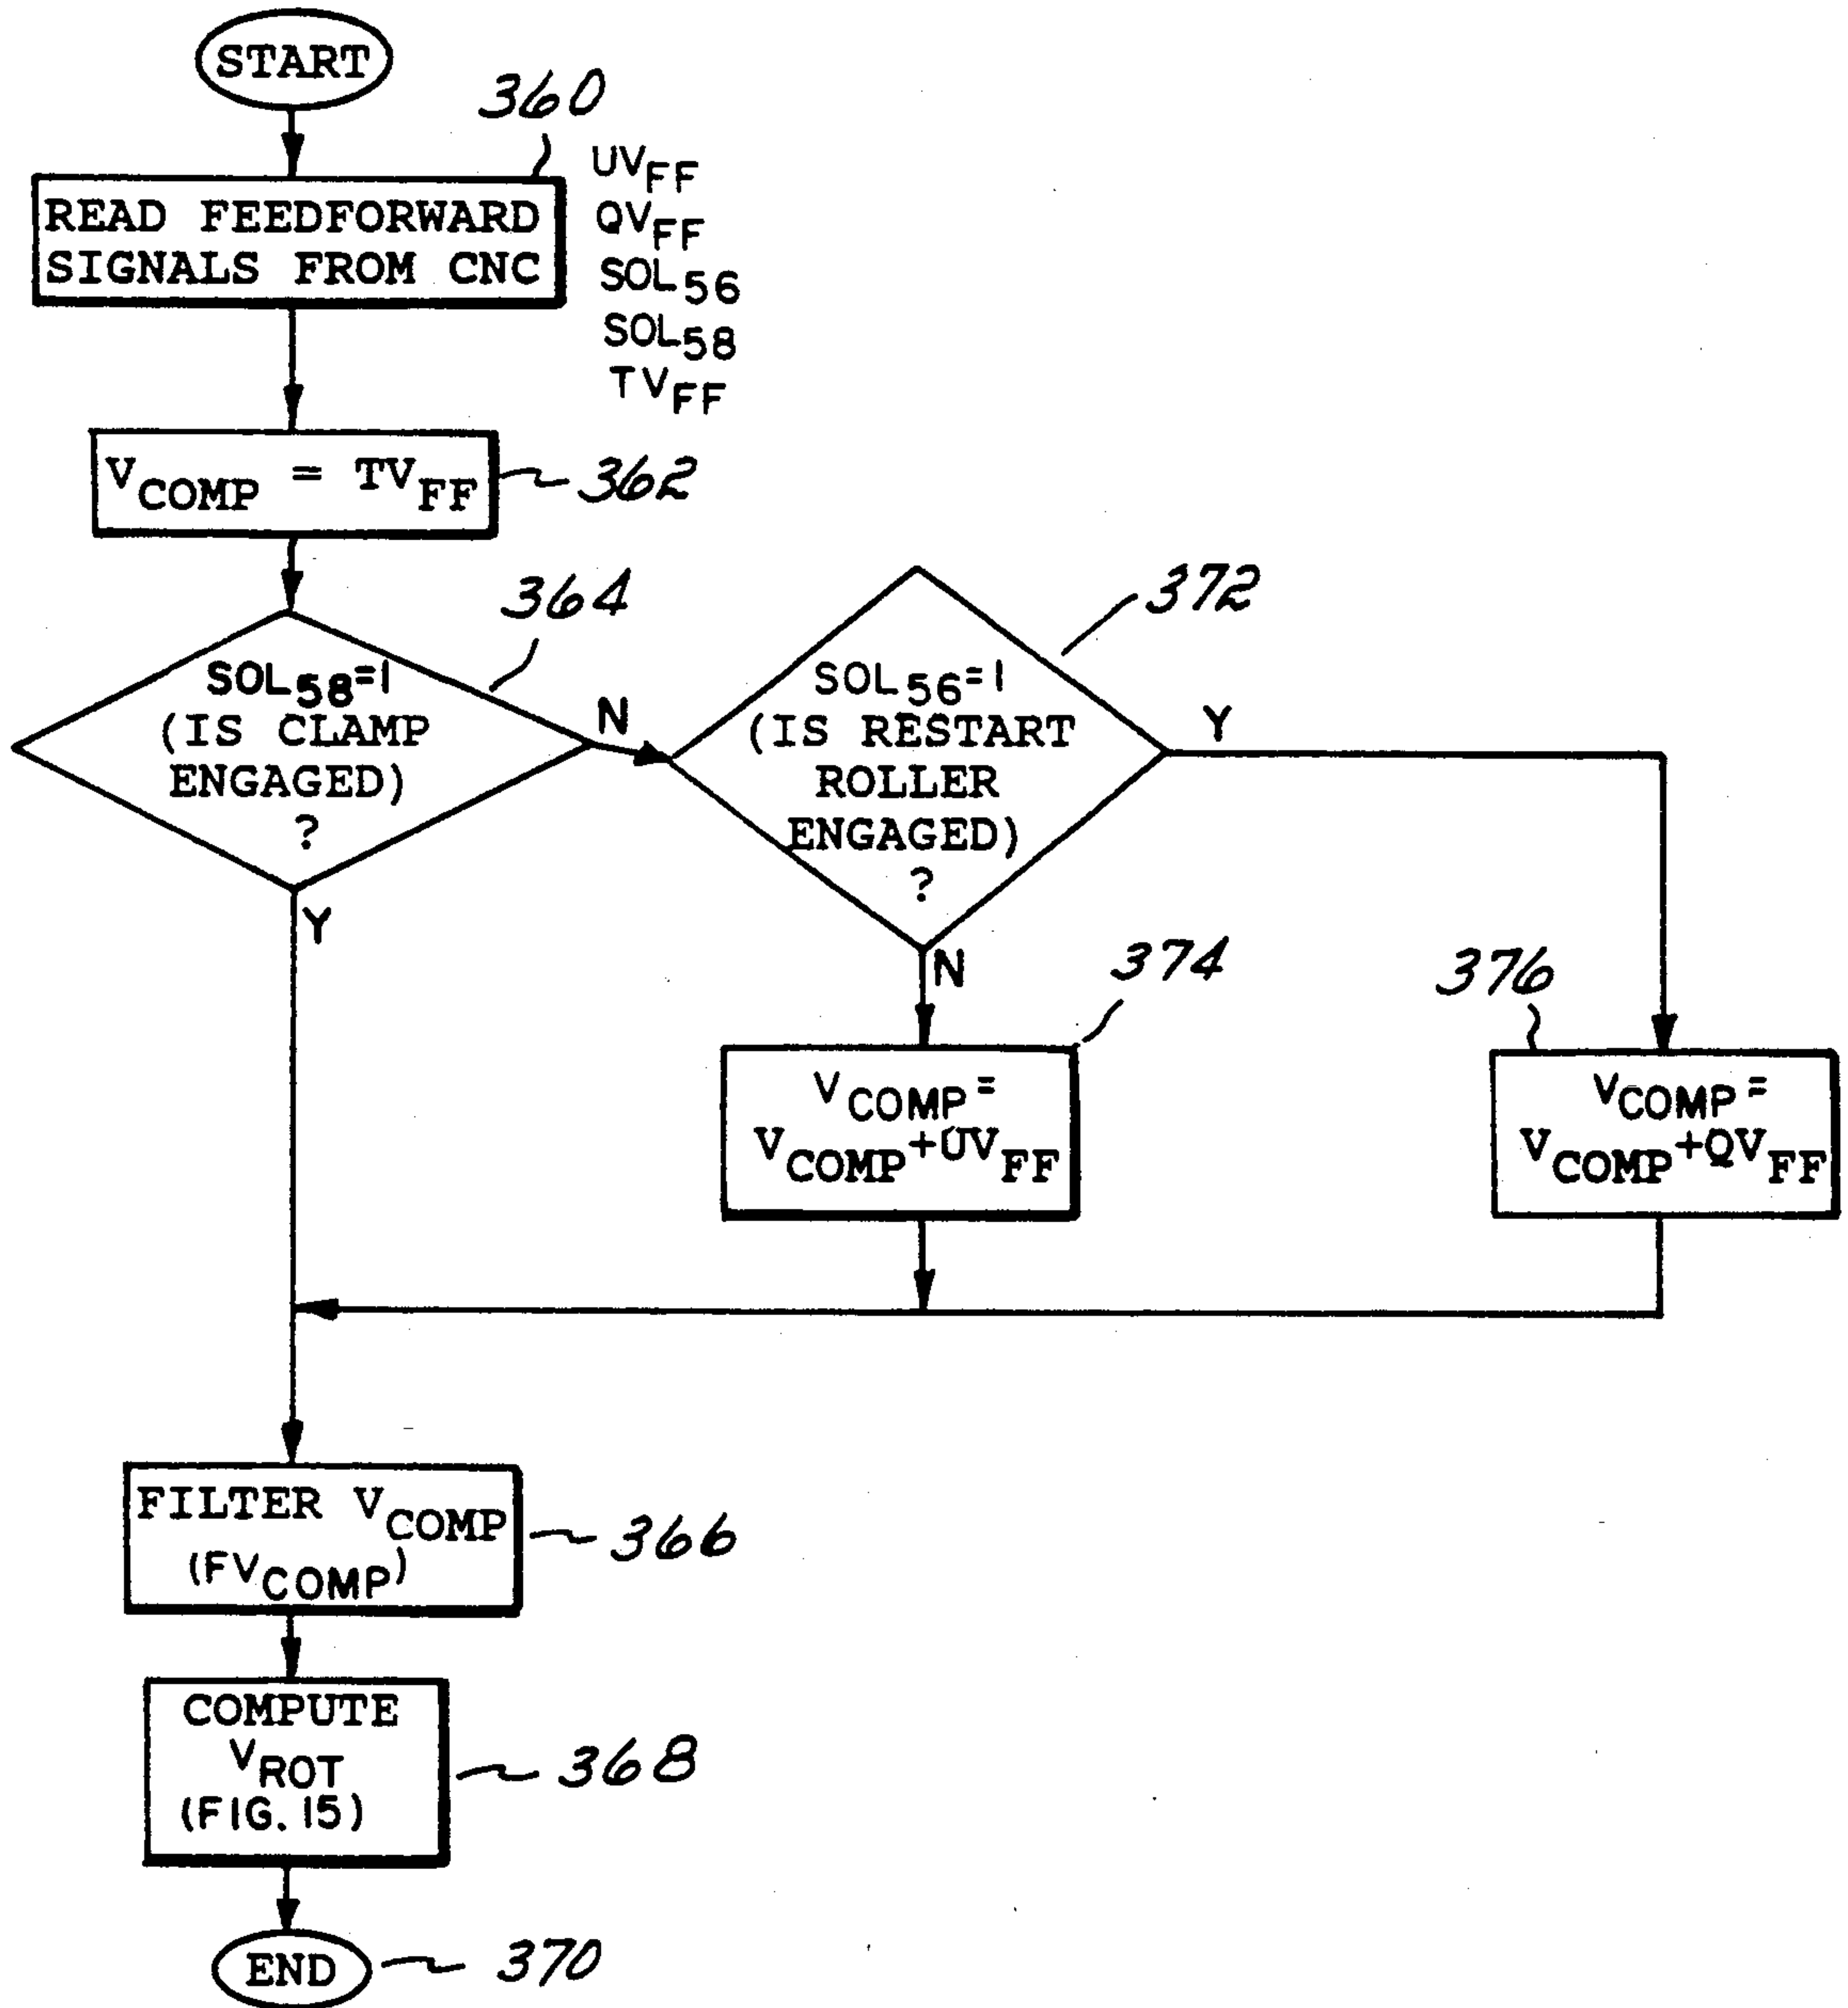 START
360
READ FEEDFORWARD
SIGNALS FROM CNC
UVFF
QVFF
SOL56
SOL58
TVFF
VCOMP = TVFF
362
364
SOL58=1
(IS CLAMP
ENGAGED)
?
N
Y
372
SOL56=1
(IS RESTART
ROLLER
ENGAGED)
?
Y
N
374
VCOMP=
VCOMP+UVFF
376
VCOMP=
VCOMP+QVFF
FILTER VCOMP
(FVCOMP)
366
COMPUTE
VROT
(FIG. 15)
368
END
370